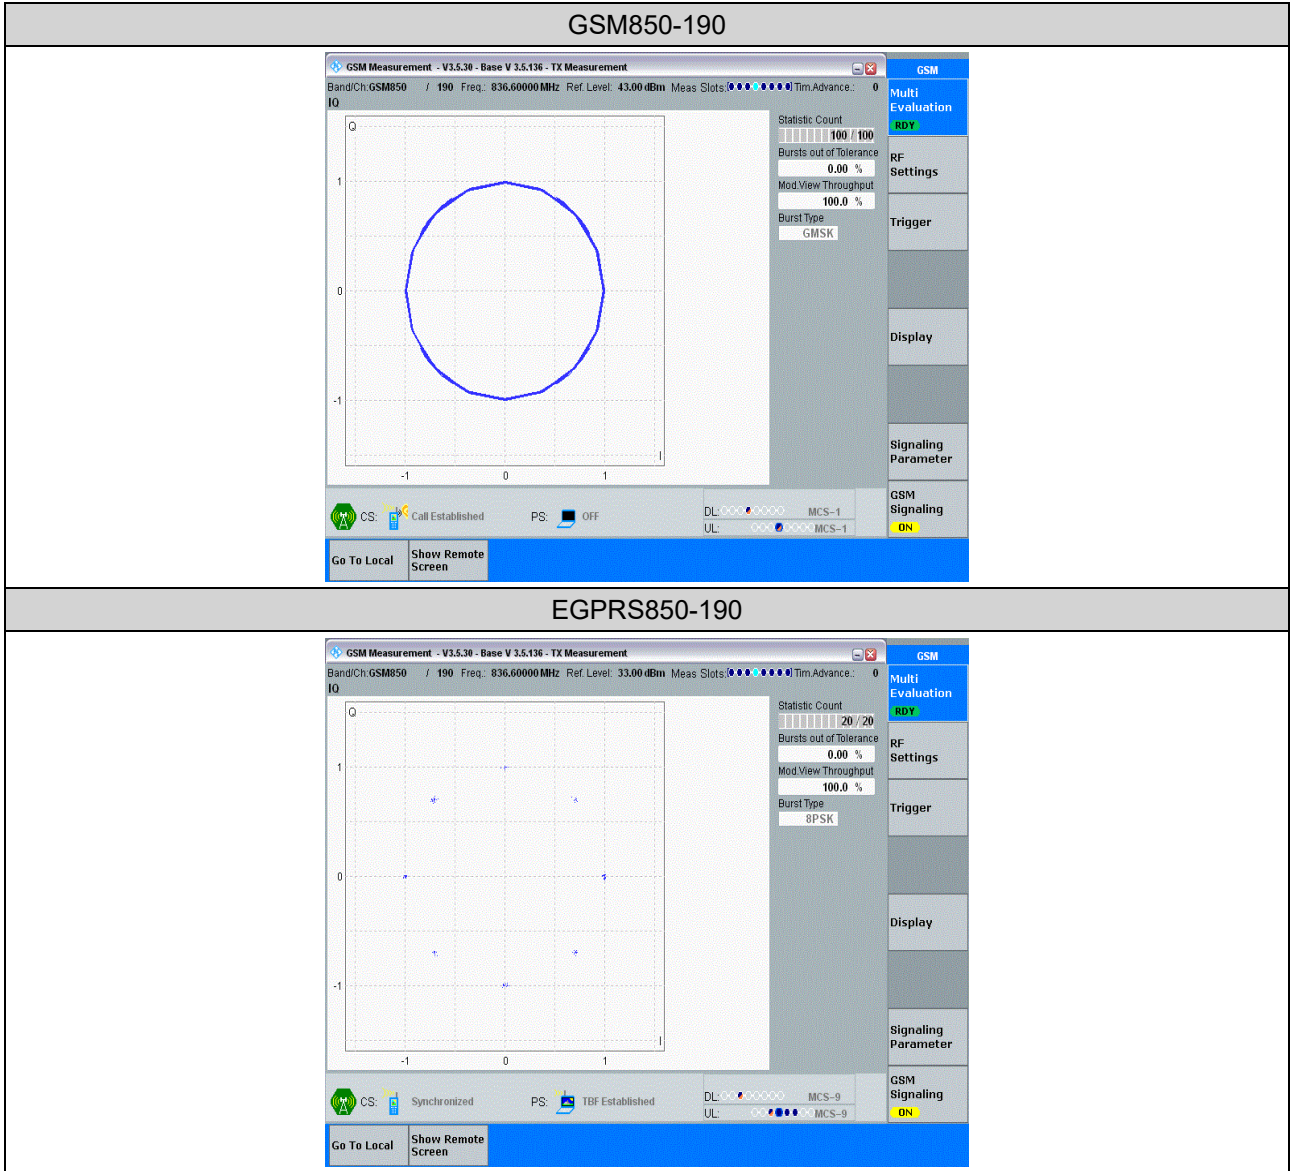 GSM850-190
GSM Measurement - V3.5.30 - Base V 3.5.136 - TX Measurement
GSM
Band/Ch:GSM850 / 190 Freq.: 836.60000 MHz Ref. Level: 43.00 dBm Meas Slots: Tim.Advance.: 0
IQ
Multi
Evaluation
RDY
Q
Statistic Count
100 / 100
Bursts out of Tolerance
0.00 %
Mod.View Throughput
100.0 %
Burst Type
GMSK
RF
Settings
Trigger
Display
Signaling
Parameter
GSM
Signaling
ON
1
0
-1
I
-1 0 1
CS: Call Established PS: OFF
DL: MCS-1
UL: MCS-1
Go To Local
Show Remote
Screen
EGPRS850-190
GSM Measurement - V3.5.30 - Base V 3.5.136 - TX Measurement
GSM
Band/Ch:GSM850 / 190 Freq.: 836.60000 MHz Ref. Level: 33.00 dBm Meas Slots: Tim.Advance.: 0
IQ
Multi
Evaluation
RDY
Q
Statistic Count
20 / 20
Bursts out of Tolerance
0.00 %
Mod.View Throughput
100.0 %
Burst Type
8PSK
RF
Settings
Trigger
Display
Signaling
Parameter
GSM
Signaling
ON
1
0
-1
I
-1 0 1
CS: Synchronized PS: TBF Established
DL: MCS-9
UL: MCS-9
Go To Local
Show Remote
Screen